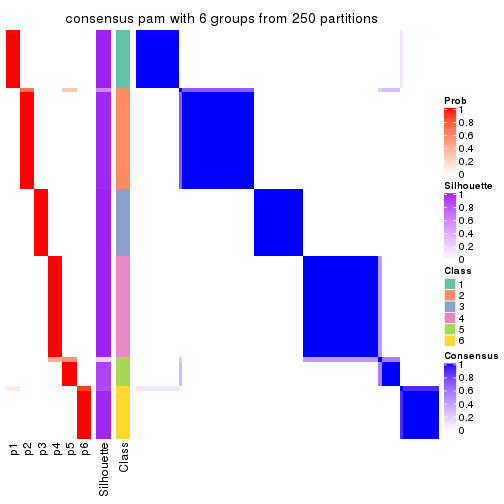 consensus pam with 6 groups from 250 partitions
Prob
1
0.8
0.6
0.4
0.2
0
Silhouette
1
0.8
0.6
0.4
0.2
0
Class
1
2
3
4
5
6
Consensus
1
0.8
0.6
0.4
0.2
0
p1
p2
p3
p4
p5
p6
Silhouette
Class